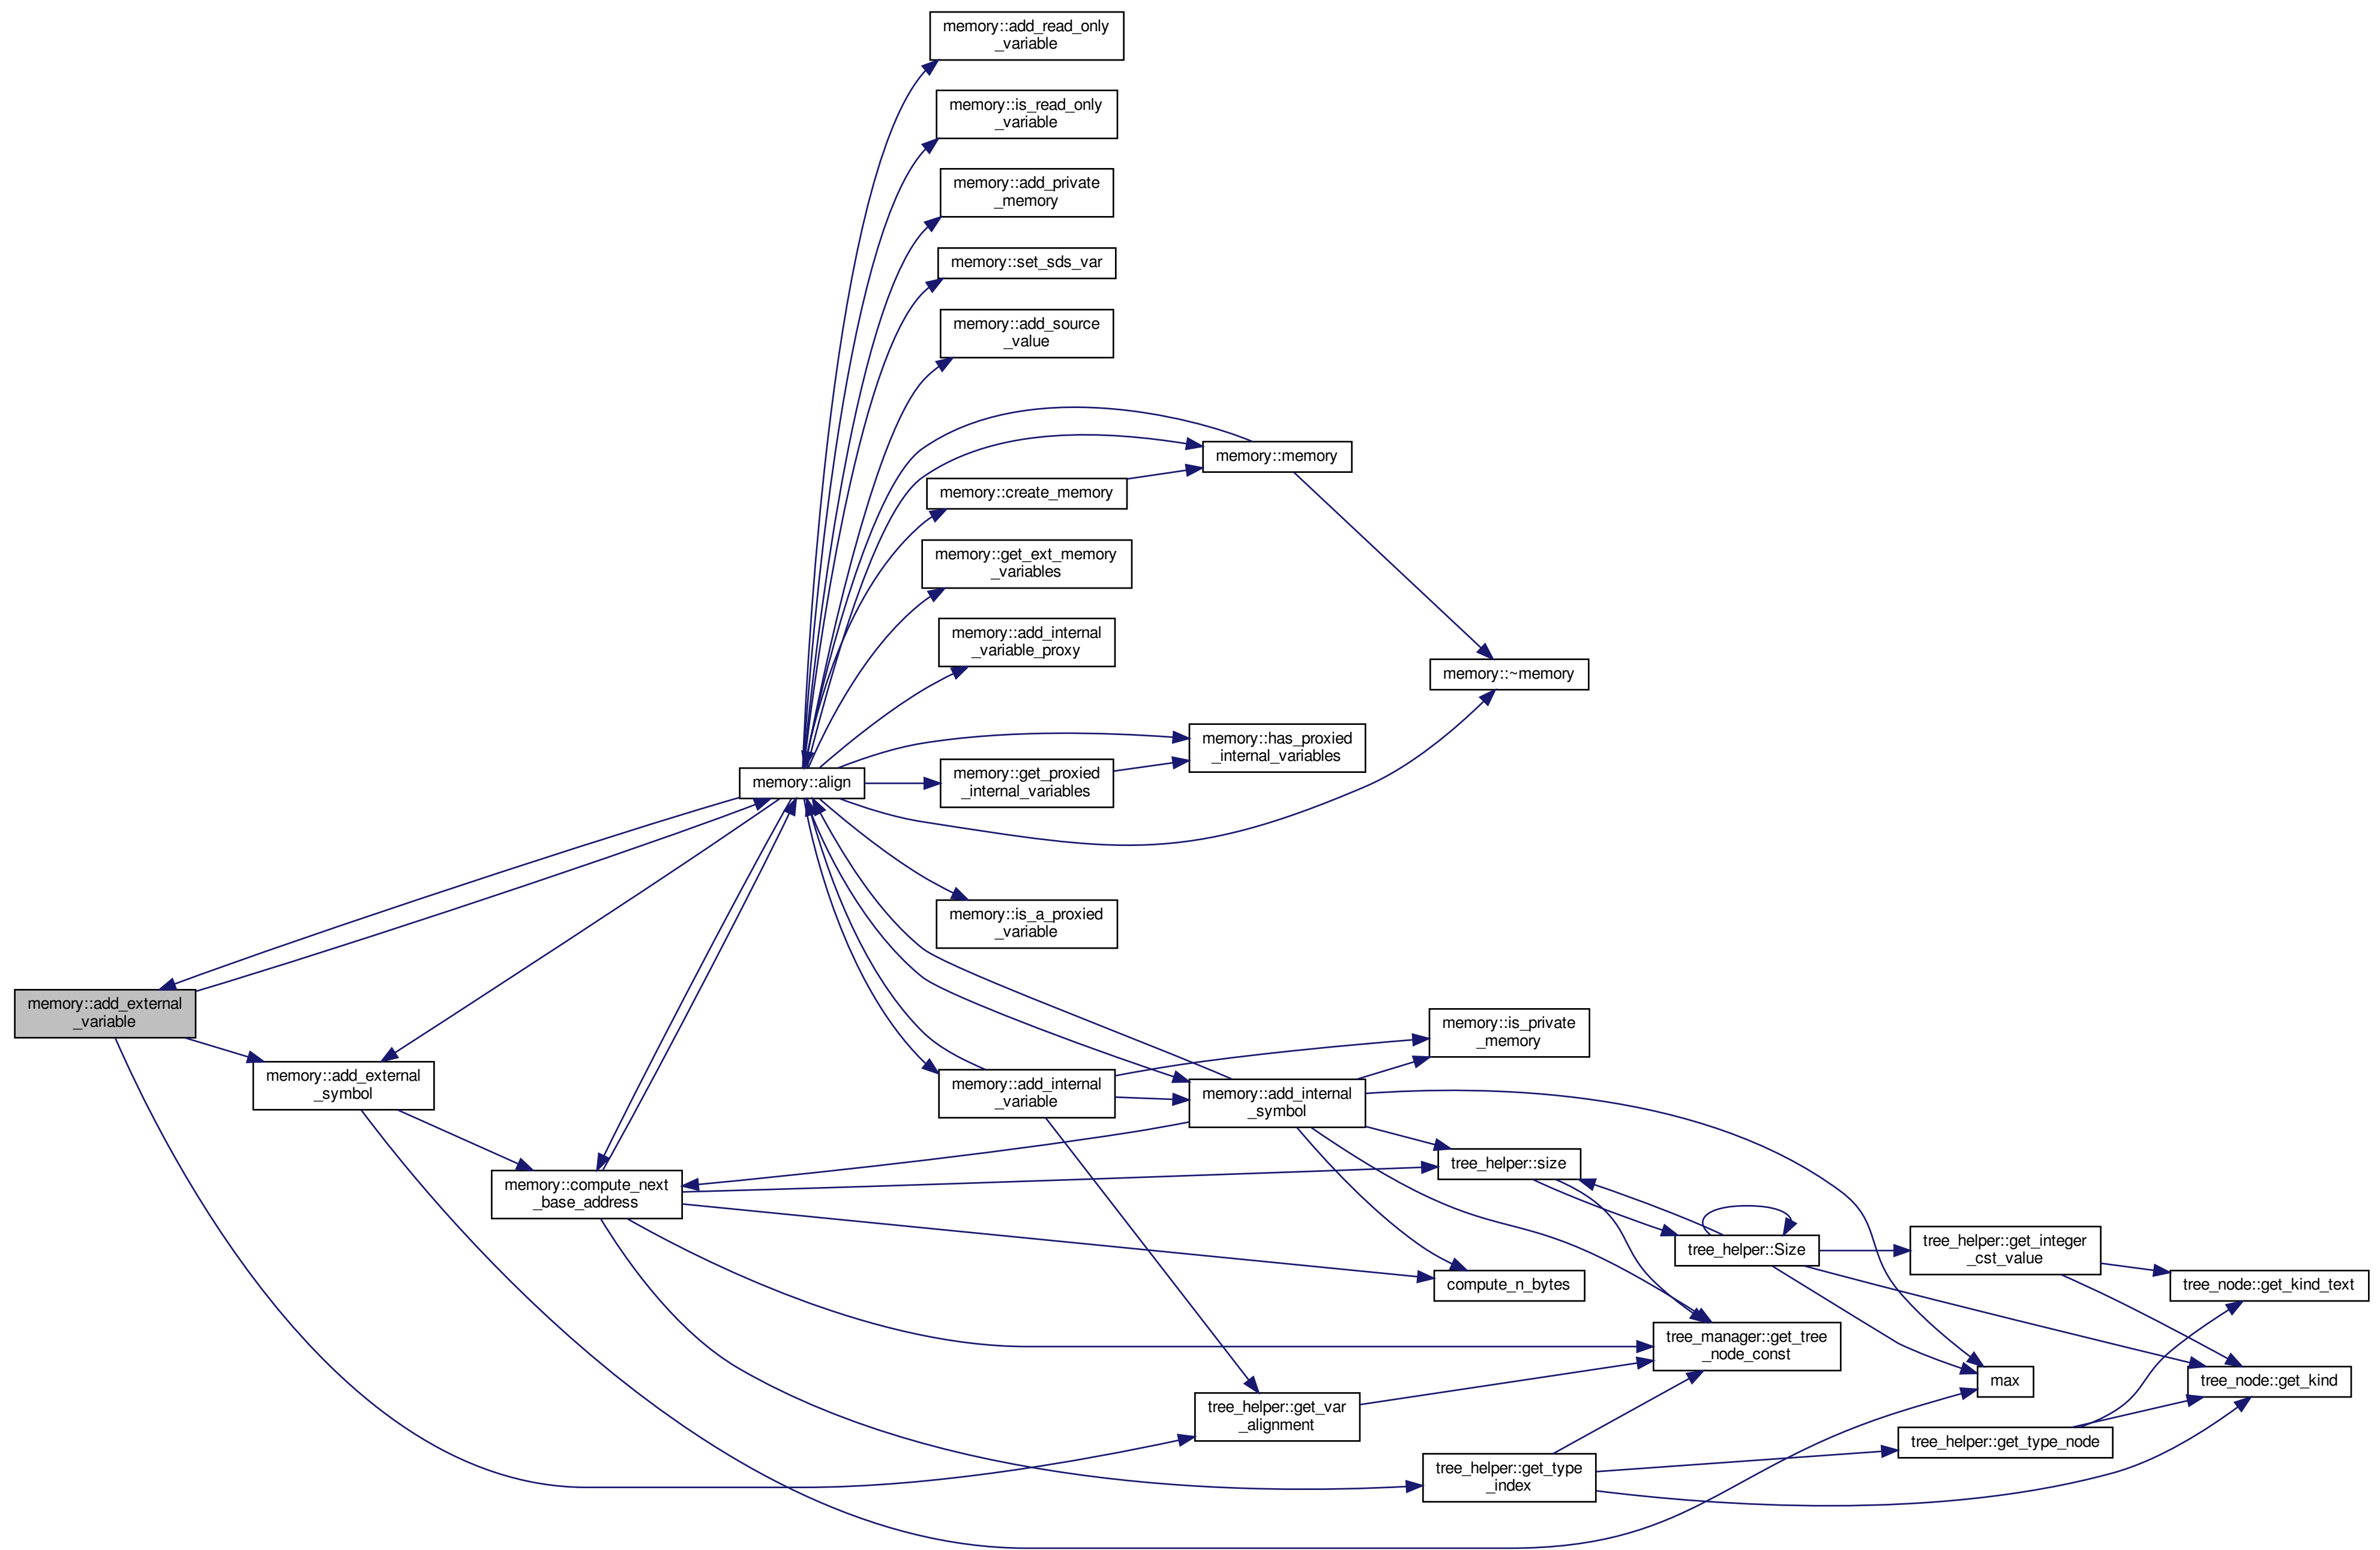 memory::add_read_only
_variable
memory::is_read_only
_variable
memory::add_private
_memory
memory::set_sds_var
memory::add_source
_value
memory::memory
memory::create_memory
memory::get_ext_memory
_variables
memory::add_internal
_variable_proxy
memory::~memory
memory::has_proxied
_internal_variables
memory::align
memory::get_proxied
_internal_variables
memory::is_a_proxied
_variable
memory::add_external
_variable
memory::is_private
_memory
memory::add_external
_symbol
memory::add_internal
_variable
memory::add_internal
_symbol
tree_helper::size
memory::compute_next
_base_address
tree_helper::Size
tree_helper::get_integer
_cst_value
compute_n_bytes
tree_node::get_kind_text
tree_manager::get_tree
_node_const
max
tree_node::get_kind
tree_helper::get_var
_alignment
tree_helper::get_type_node
tree_helper::get_type
_index